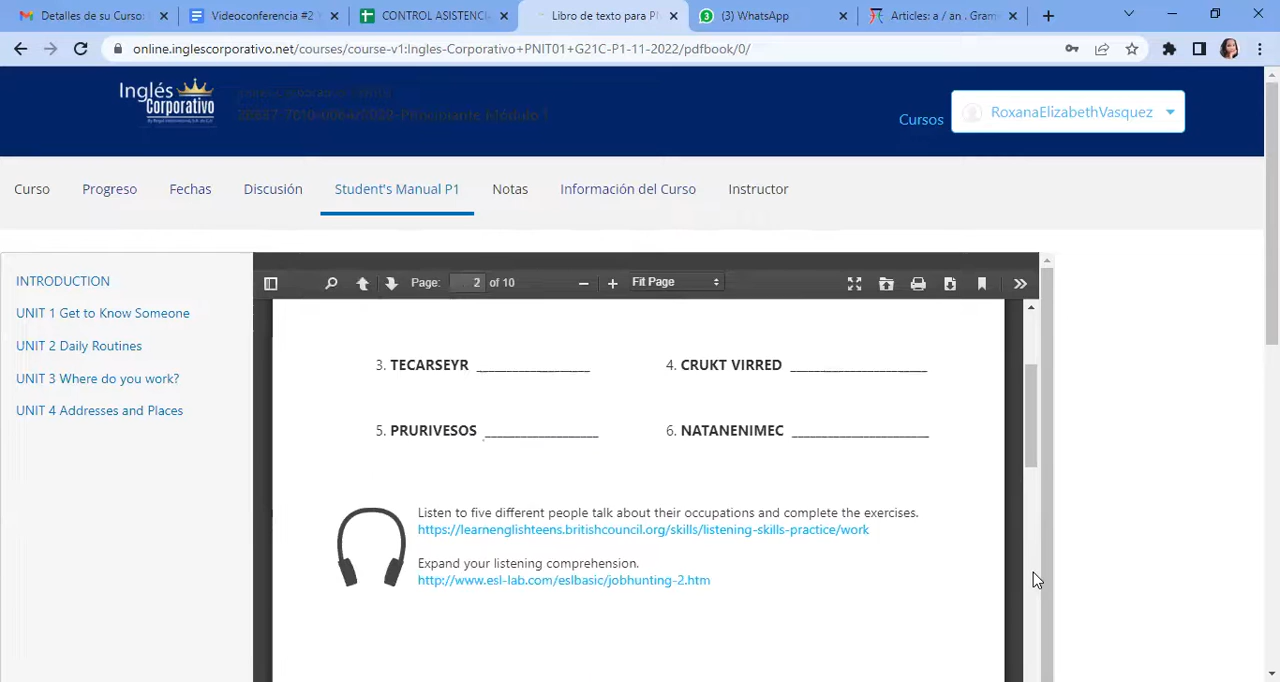 Detalles de su Curso:
Videoconferencia #2
CONTROL ASISTENCIA
Libro de texto para PN
(3) WhatsApp
Articles: a / an . Gram
online.inglescorporativo.net/courses/course-v1:Ingles-Corporativo+PNIT01+G21C-P1-11-2022/pdfbook/0/
Inglés
Corporativo
Cursos
RoxanaElizabethVasquez
Curso
Progreso
Fechas
Discusión
Student's Manual P1
Notas
Información del Curso
Instructor
INTRODUCTION
UNIT 1 Get to Know Someone
UNIT 2 Daily Routines
UNIT 3 Where do you work?
UNIT 4 Addresses and Places
Page: 2 of 10
Fit Page
3. TECARSEYR ____________________
4. CRUKT VIRRED ____________________
5. PRURIVESOS ____________________
6. NATANENIMEC ____________________
Listen to five different people talk about their occupations and complete the exercises.
https://learnenglishteens.britishcouncil.org/skills/listening-skills-practice/work
Expand your listening comprehension.
http://www.esl-lab.com/eslbasic/jobhunting-2.htm